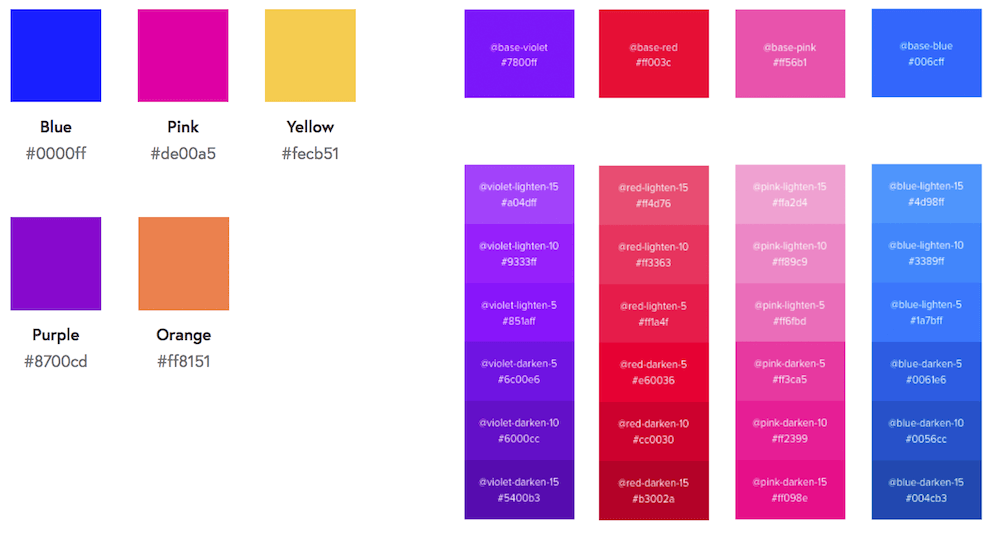 Blue
#0000ff
Pink
#de00a5
Yellow
#fecb51
Purple
#8700cd
Orange
#ff8151
@base-violet
#7800ff
@base-red
#ff003c
@base-pink
#ff56b1
@base-blue
#006cff
@violet-lighten-15
#a04dff
@violet-lighten-10
#9333ff
@violet-lighten-5
#851aff
@violet-darken-5
#6c00e6
@violet-darken-10
#6000cc
@violet-darken-15
#5400b3
@red-lighten-15
#ff4d76
@red-lighten-10
#ff3363
@red-lighten-5
#ff1a4f
@red-darken-5
#e60036
@red-darken-10
#cc0030
@red-darken-15
#b3002a
@pink-lighten-15
#ffa2d4
@pink-lighten-10
#ff89c9
@pink-lighten-5
#ff6fbd
@pink-darken-5
#ff3ca5
@pink-darken-10
#ff2399
@pink-darken-15
#ff098e
@blue-lighten-15
#4d98ff
@blue-lighten-10
#3389ff
@blue-lighten-5
#1a7bff
@blue-darken-5
#0061e6
@blue-darken-10
#0056cc
@blue-darken-15
#004cb3